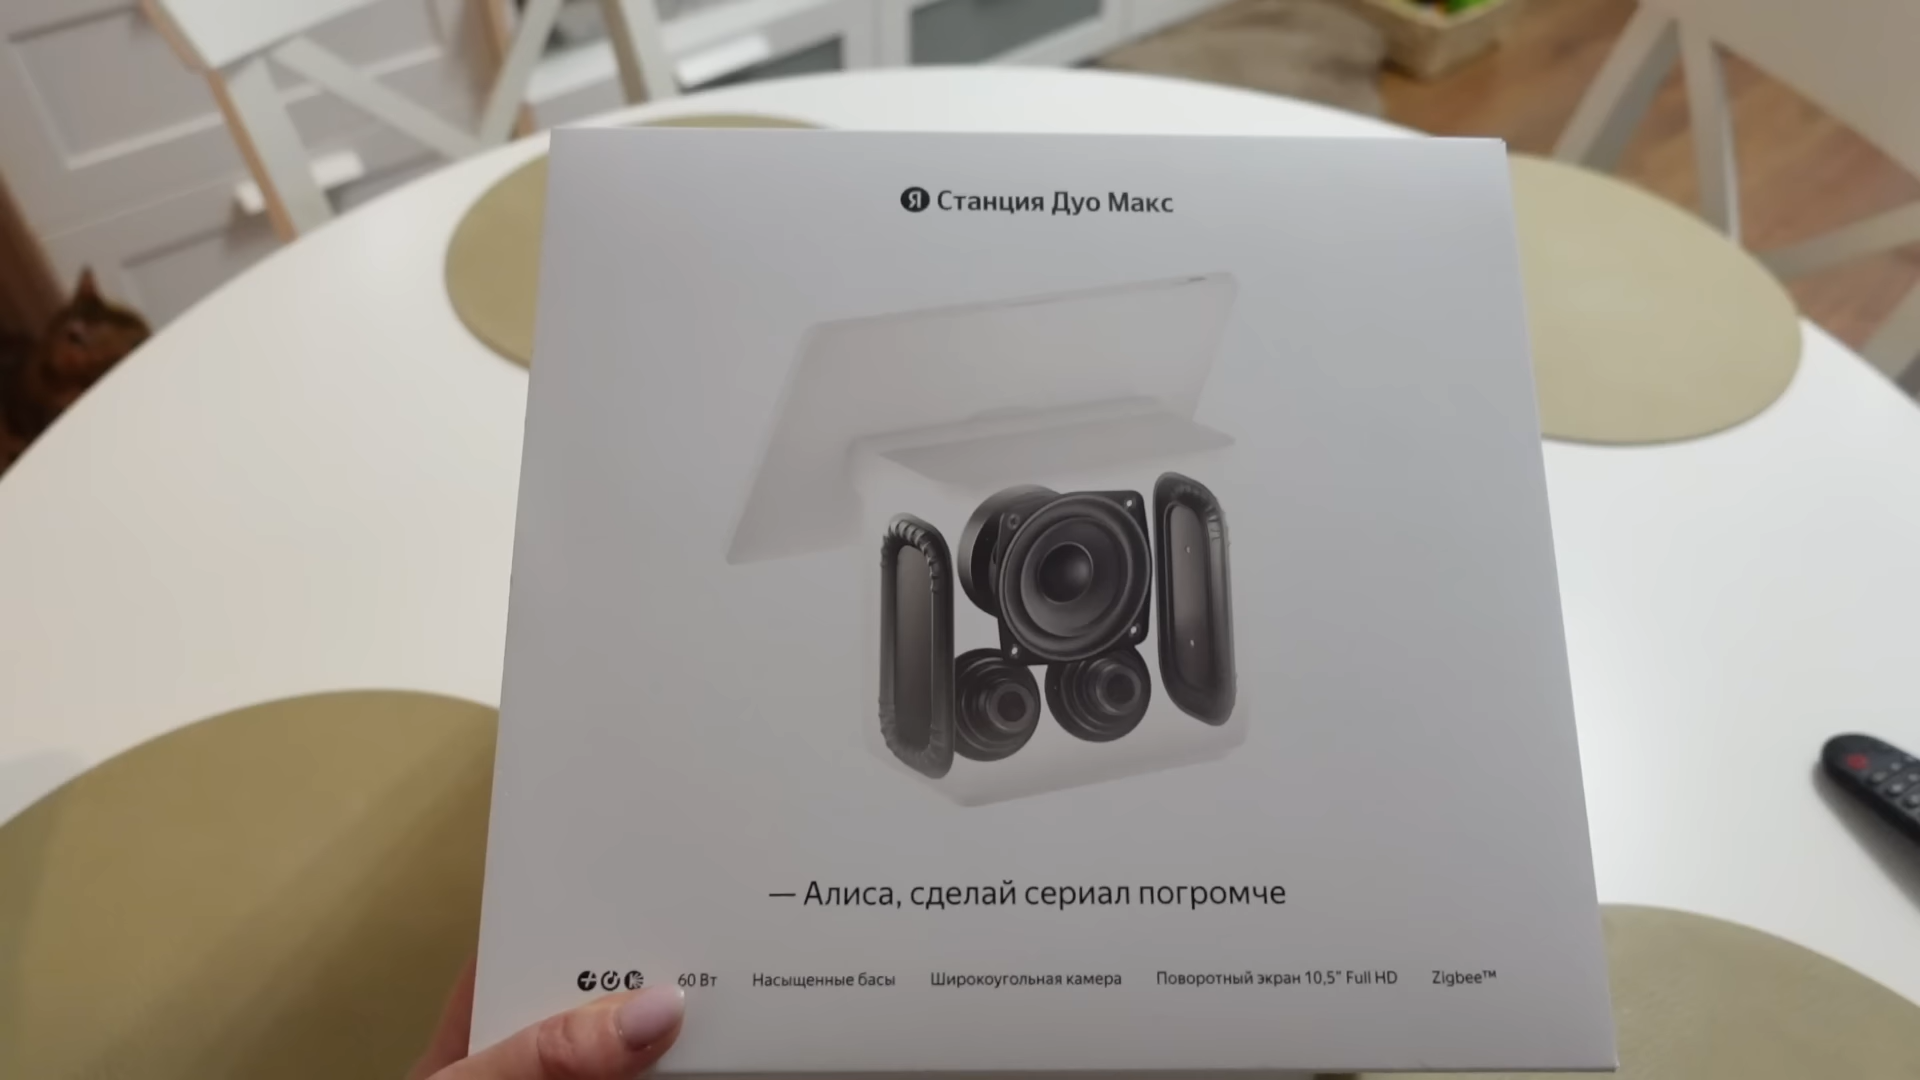 Я Станция Дуо Макс
— Алиса, сделай сериал погромче
60 Вт Насыщенные басы Широкоугольная камера Поворотный экран 10,5" Full HD Zigbee™